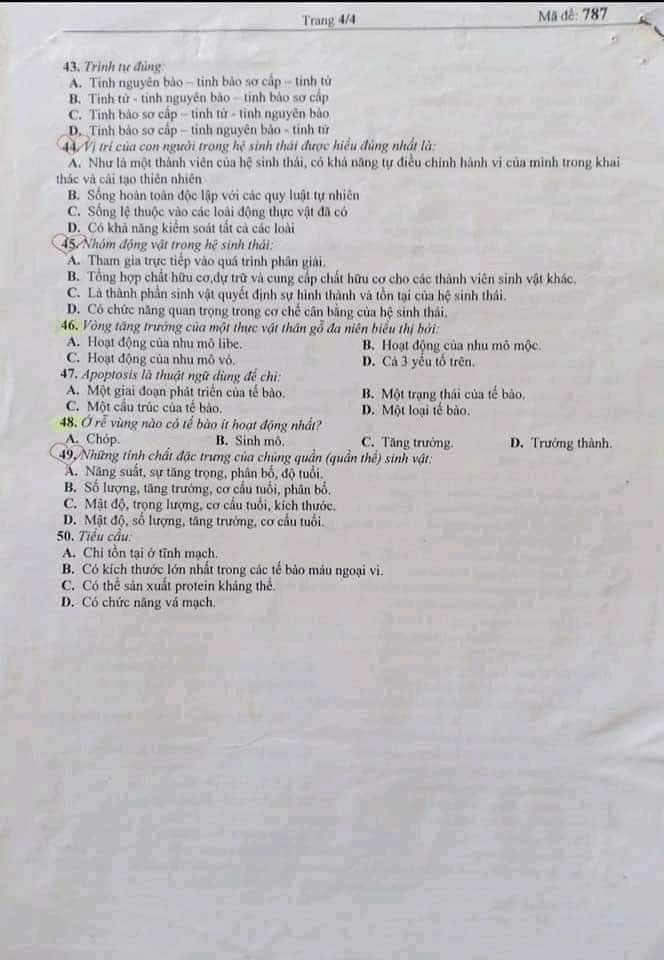 Trang 4/4
Mã đề: 787
43. Trình tự đúng:
A. Tinh nguyên bào – tinh bào sơ cấp – tinh tử
B. Tinh tử - tinh nguyên bào – tinh bào sơ cấp
C. Tinh bào sơ cấp – tinh tử - tinh nguyên bào
D. Tinh bào sơ cấp – tinh nguyên bào - tinh tử
44. Vị trí của con người trong hệ sinh thái được hiểu đúng nhất là:
A. Như là một thành viên của hệ sinh thái, có khả năng tự điều chỉnh hành vi của mình trong khai
thác và cải tạo thiên nhiên
B. Sống hoàn toàn độc lập với các quy luật tự nhiên
C. Sống lệ thuộc vào các loài động thực vật đã có
D. Có khả năng kiểm soát tất cả các loài
45. Nhóm động vật trong hệ sinh thái:
A. Tham gia trực tiếp vào quá trình phân giải.
B. Tổng hợp chất hữu cơ,dự trữ và cung cấp chất hữu cơ cho các thành viên sinh vật khác.
C. Là thành phần sinh vật quyết định sự hình thành và tồn tại của hệ sinh thái.
D. Có chức năng quan trọng trong cơ chế cân bằng của hệ sinh thái.
46. Vòng tăng trưởng của một thực vật thân gỗ đa niên biểu thị bởi:
A. Hoạt động của nhu mô libe. B. Hoạt động của nhu mô mộc.
C. Hoạt động của nhu mô vỏ. D. Cả 3 yếu tố trên.
47. Apoptosis là thuật ngữ dùng để chỉ:
A. Một giai đoạn phát triển của tế bào. B. Một trạng thái của tế bào.
C. Một cấu trúc của tế bào. D. Một loại tế bào.
48. Ở rễ vùng nào có tế bào ít hoạt động nhất?
A. Chóp. B. Sinh mô. C. Tăng trưởng. D. Trưởng thành.
49. Những tính chất đặc trưng của chủng quần (quần thể) sinh vật:
A. Năng suất, sự tăng trọng, phân bố, độ tuổi.
B. Số lượng, tăng trưởng, cơ cấu tuổi, phân bố.
C. Mật độ, trọng lượng, cơ cấu tuổi, kích thước.
D. Mật độ, số lượng, tăng trưởng, cơ cấu tuổi.
50. Tiểu cầu:
A. Chỉ tồn tại ở tĩnh mạch.
B. Có kích thước lớn nhất trong các tế bào máu ngoại vi.
C. Có thể sản xuất protein kháng thể.
D. Có chức năng vá mạch.